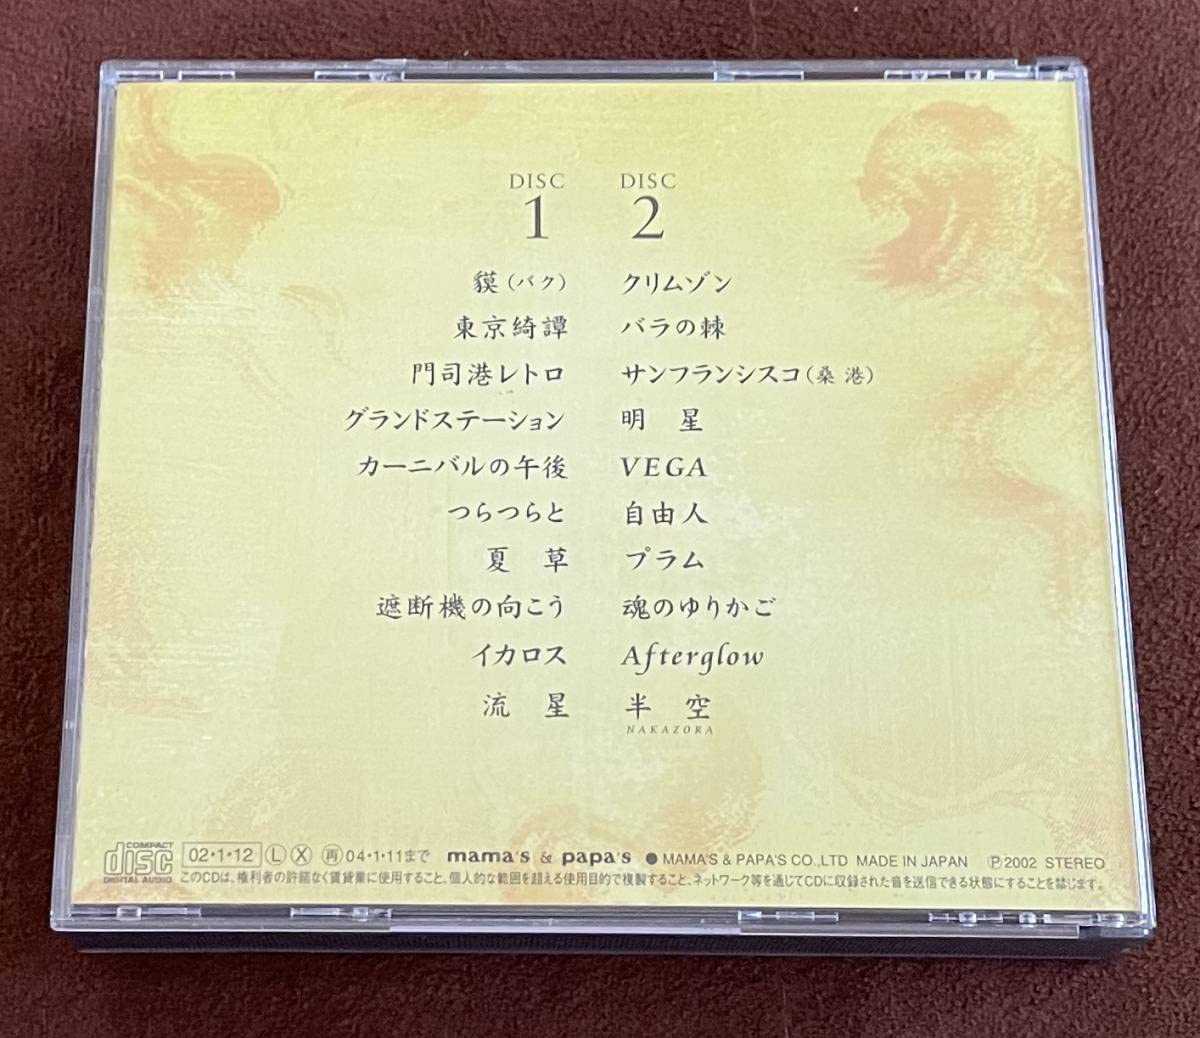 DISC
1
貘（バク）
東京綺譚
門司港レトロ
グランドステーション
カーニバルの午後
つらつらと
夏 草
遮断機の向こう
イカロス
流 星
DISC
2
クリムゾン
バラの棘
サンフランシスコ（桑 港）
明 星
VEGA
自由人
プラム
魂のゆりかご
Afterglow
半 空
NAKAZORA
COMPACT
disc
DIGITAL AUDIO
02・1・12 Ⓛ Ⓧ ㊞04・1・11まで mama's & papa's ● MAMA'S & PAPA'S CO.,LTD MADE IN JAPAN Ⓟ2002 STEREO
このCDは、権利者の許諾なく賃貸業に使用すること、個人的な範囲を超える使用目的で複製すること、ネットワーク等を通じてCDに収録された音を送信できる状態にすることを禁じます。